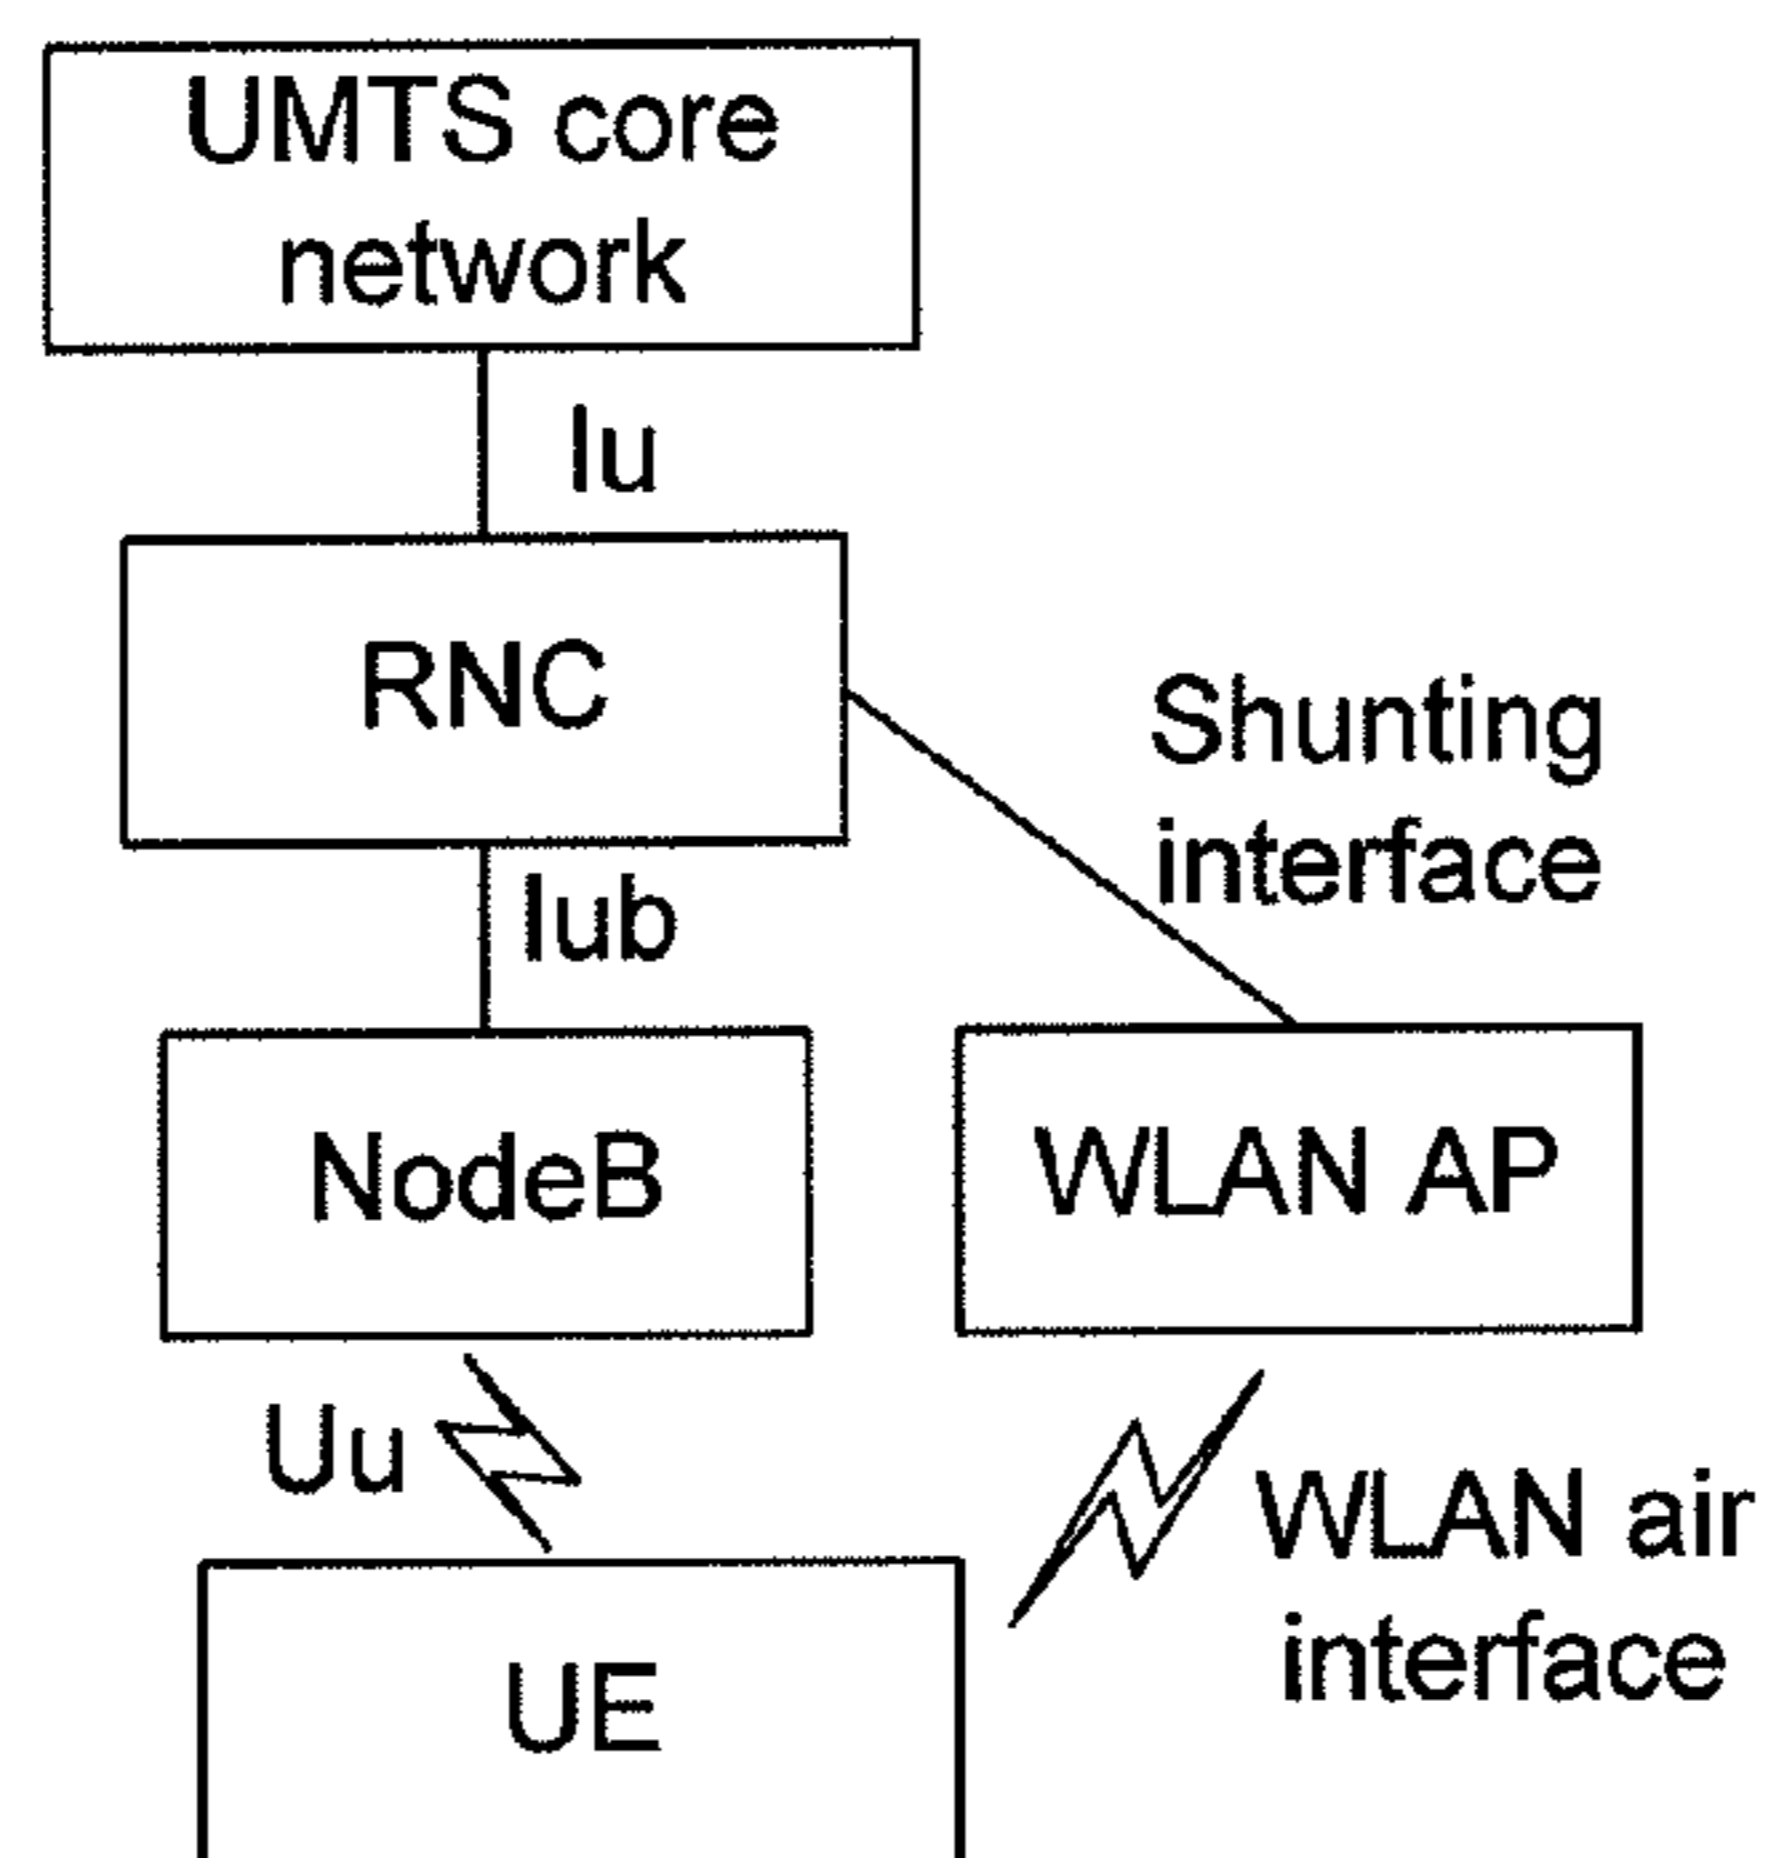 UMTS core
network
Iu
RNC
Shunting
interface
Iub
NodeB
WLAN AP
Uu
WLAN air
interface
UE